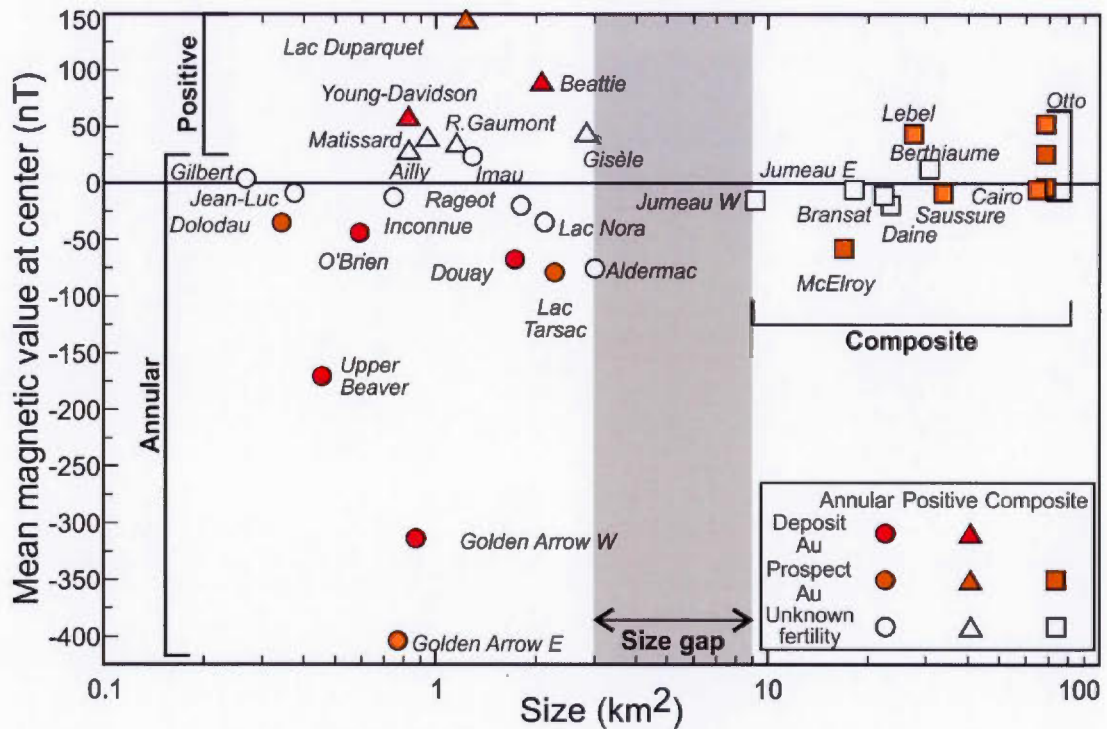 Mean magnetic value at center (nT)
150
100
50
0
-50
-100
-150
-200
-250
-300
-350
-400
Positive
Annular
Lac Duparquet
Beattie
Young-Davidson
R.Gaumont
Matissard
Ailly
Imau
Gisèle
Gilbert
Jean-Luc
Dolodau
Inconnue
Rageot
Lac Nora
O'Brien
Douay
Aldermac
Lac
Tarsac
Upper
Beaver
Golden Arrow W
Golden Arrow E
Otto
Lebel
Berthiaume
Jumeau E
Jumeau W
Bransat
Cairo
Saussure
Daine
McElroy
Composite
Size gap
Annular Positive Composite
Deposit
Au
Prospect
Au
Unknown
fertility
0.1
1
10
100
Size (km²)